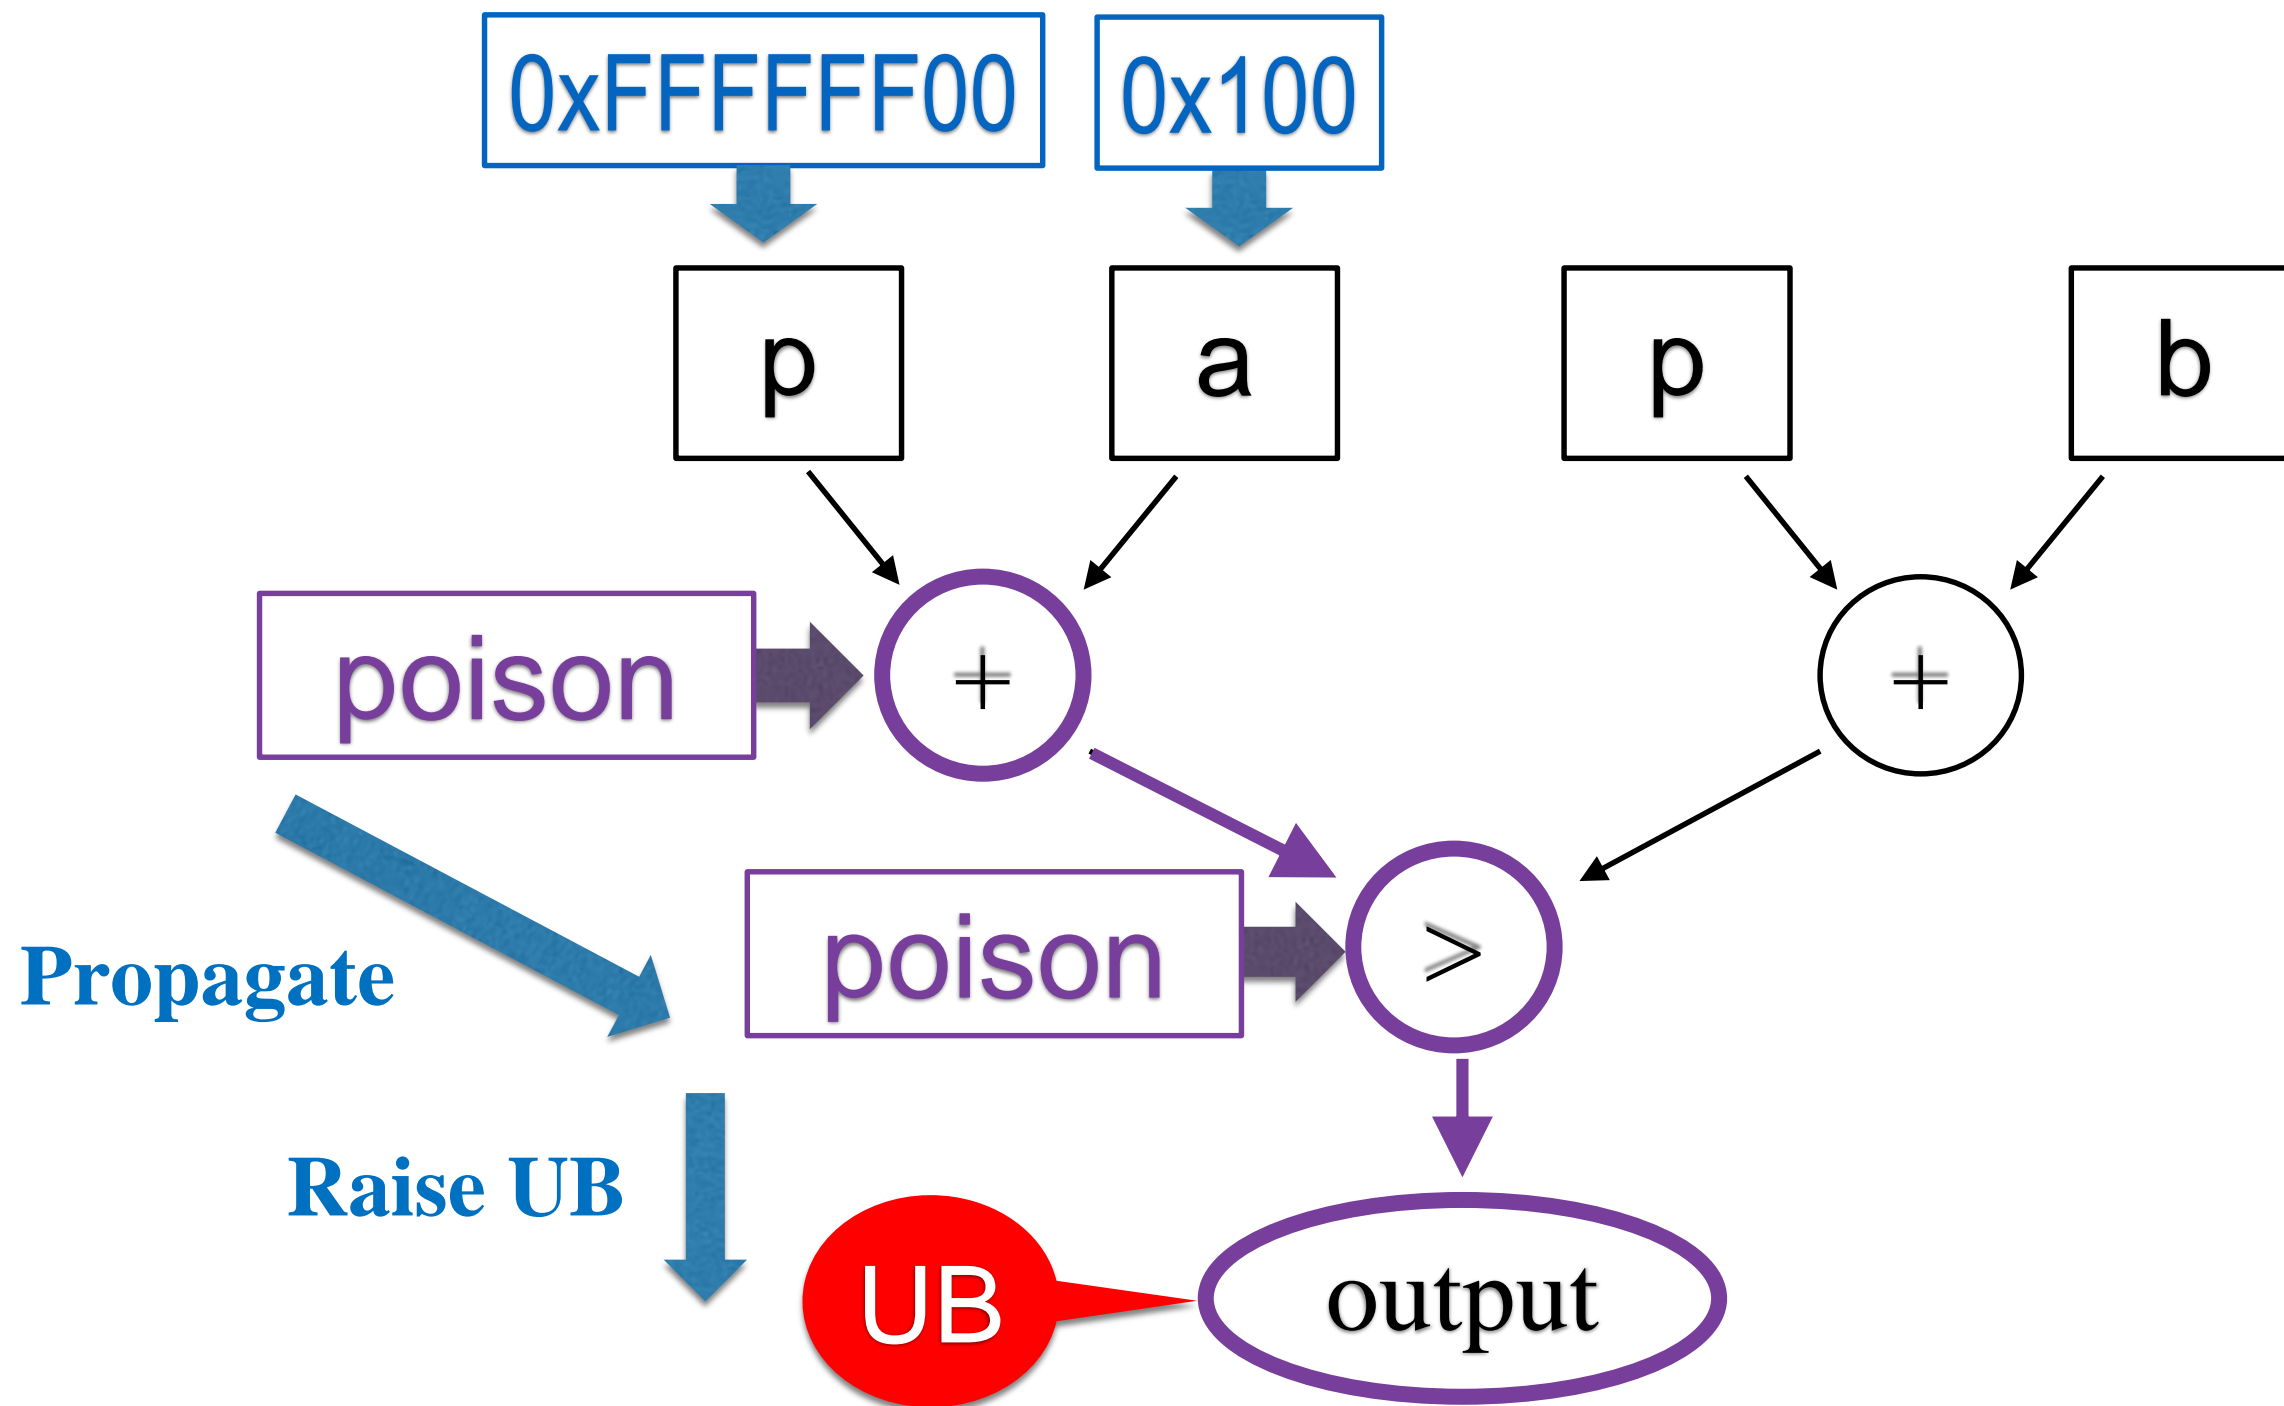 0xFFFFFF00 0x100
p a p b
poison + +
poison >
Propagate
Raise UB
UB output